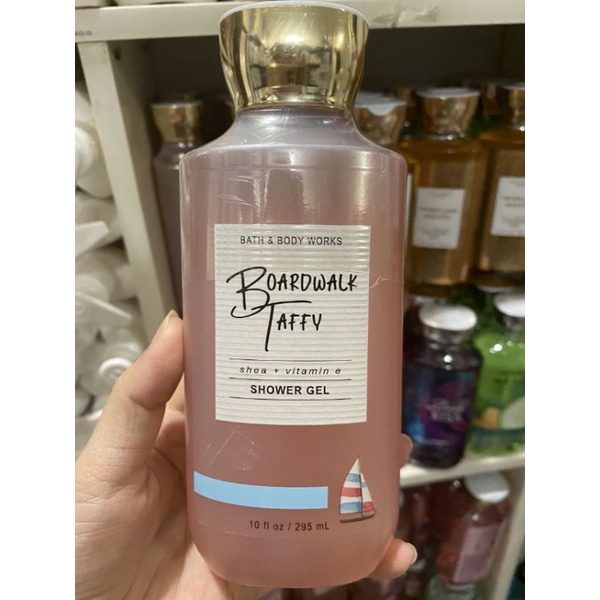 BATH & BODY WORKS
BOARDWALK
TAFFY
shea + vitamin e
SHOWER GEL
10 fl oz / 295 mL